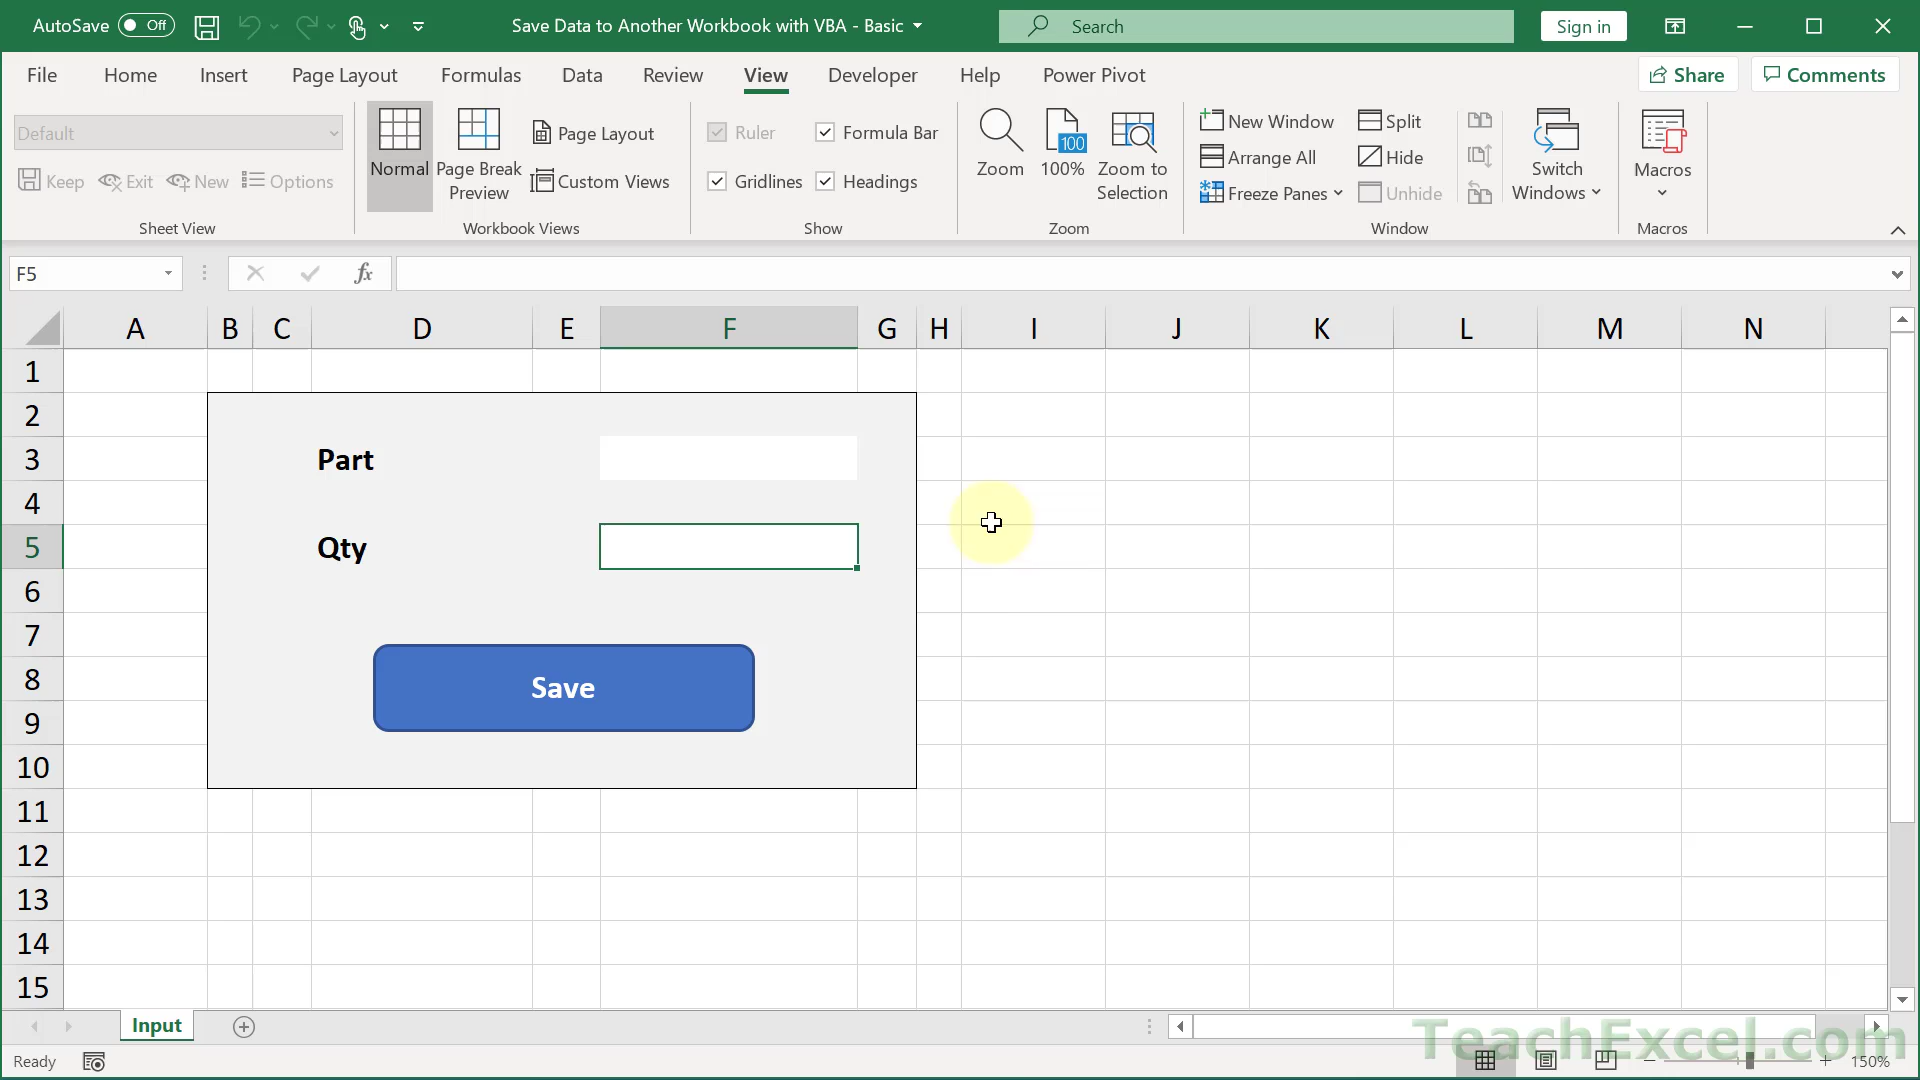 AutoSave Off Save Data to Another Workbook with VBA - Basic Search Sign in
File Home Insert Page Layout Formulas Data Review View Developer Help Power Pivot Share Comments
Default
Keep Exit New Options
Sheet View
Normal
Page Break
Preview
Page Layout
Custom Views
Workbook Views
Ruler Formula Bar
Gridlines Headings
Show
Zoom
100
100%
Zoom to
Selection
Zoom
New Window Split
Arrange All Hide
Freeze Panes Unhide
Switch
Windows
Window
Macros
Macros
F5 fx
A B C D E F G H I J K L M N
1
2
3 Part
4
5 Qty
6
7
8 Save
9
10
11
12
13
14
15
Input
TeachExcel.com
Ready 150%